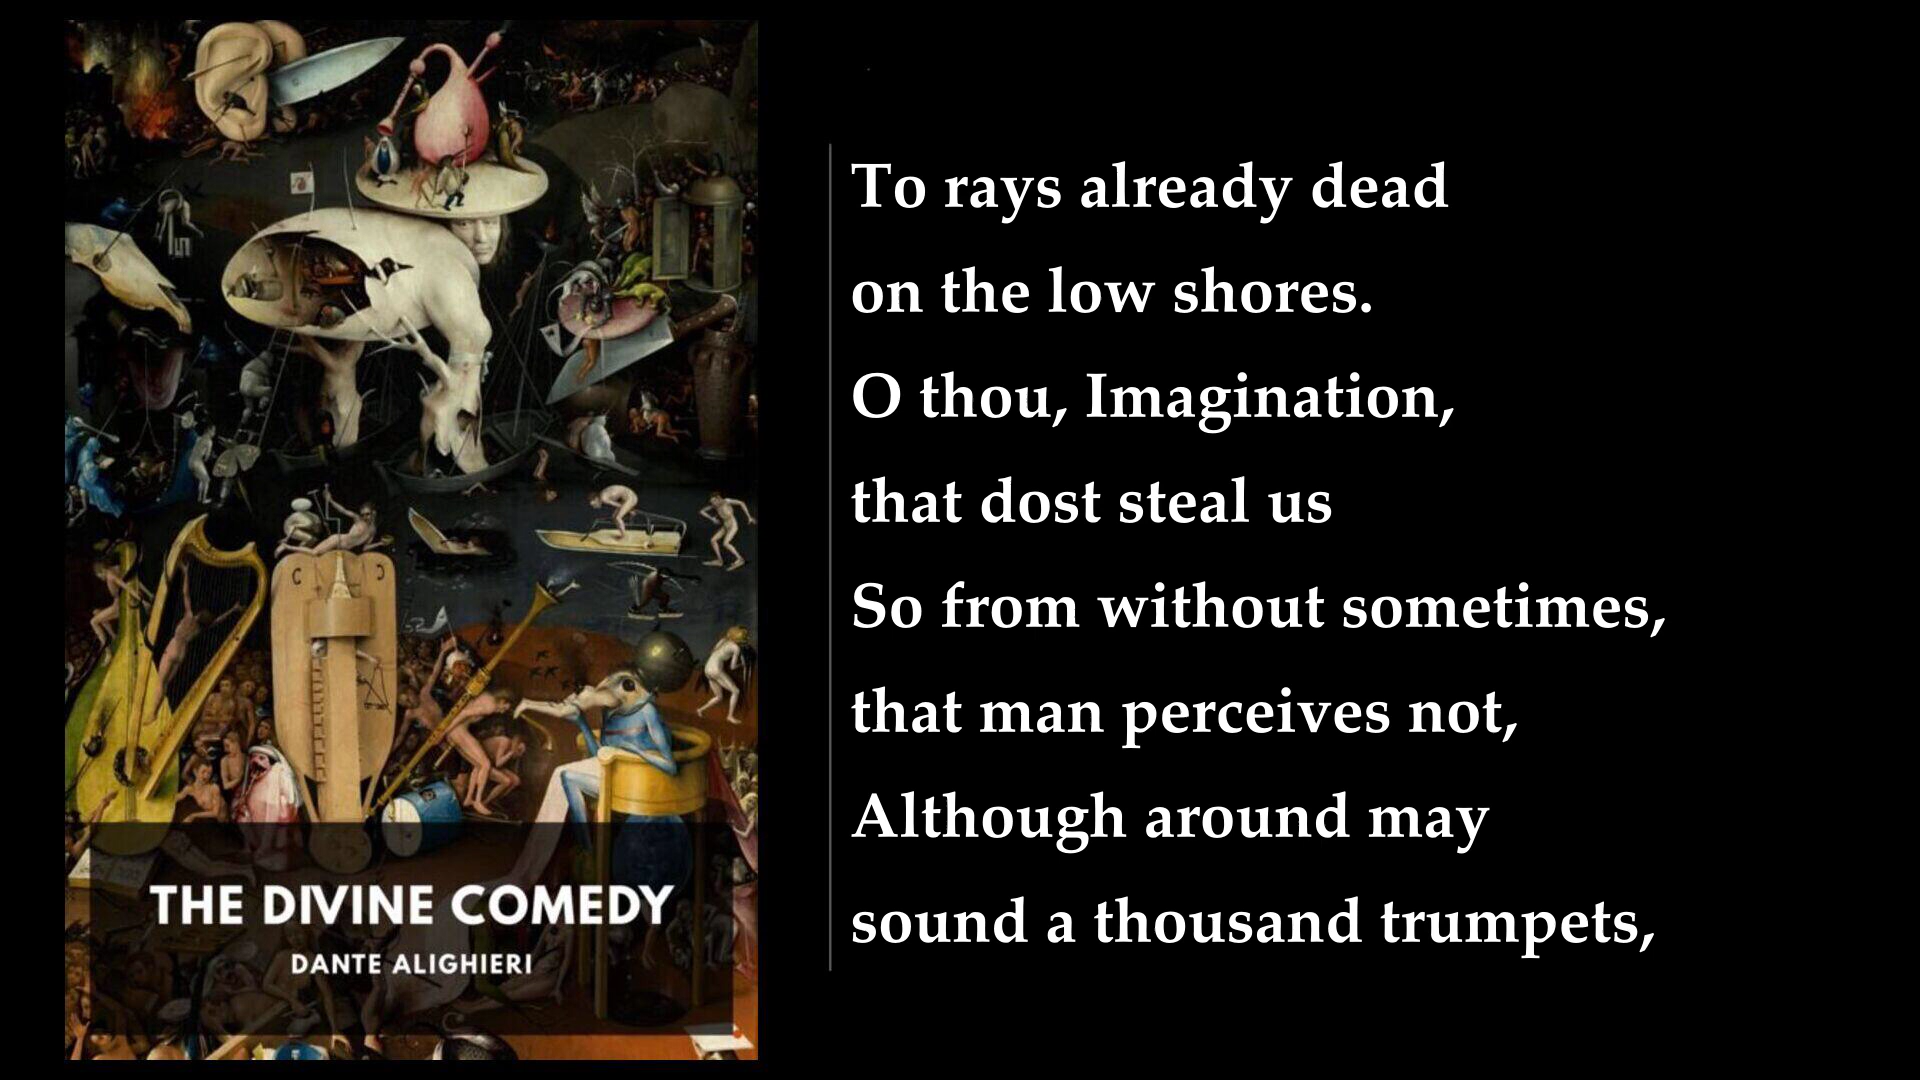 THE DIVINE COMEDY
DANTE ALIGHIERI
To rays already dead
on the low shores.
O thou, Imagination,
that dost steal us
So from without sometimes,
that man perceives not,
Although around may
sound a thousand trumpets,